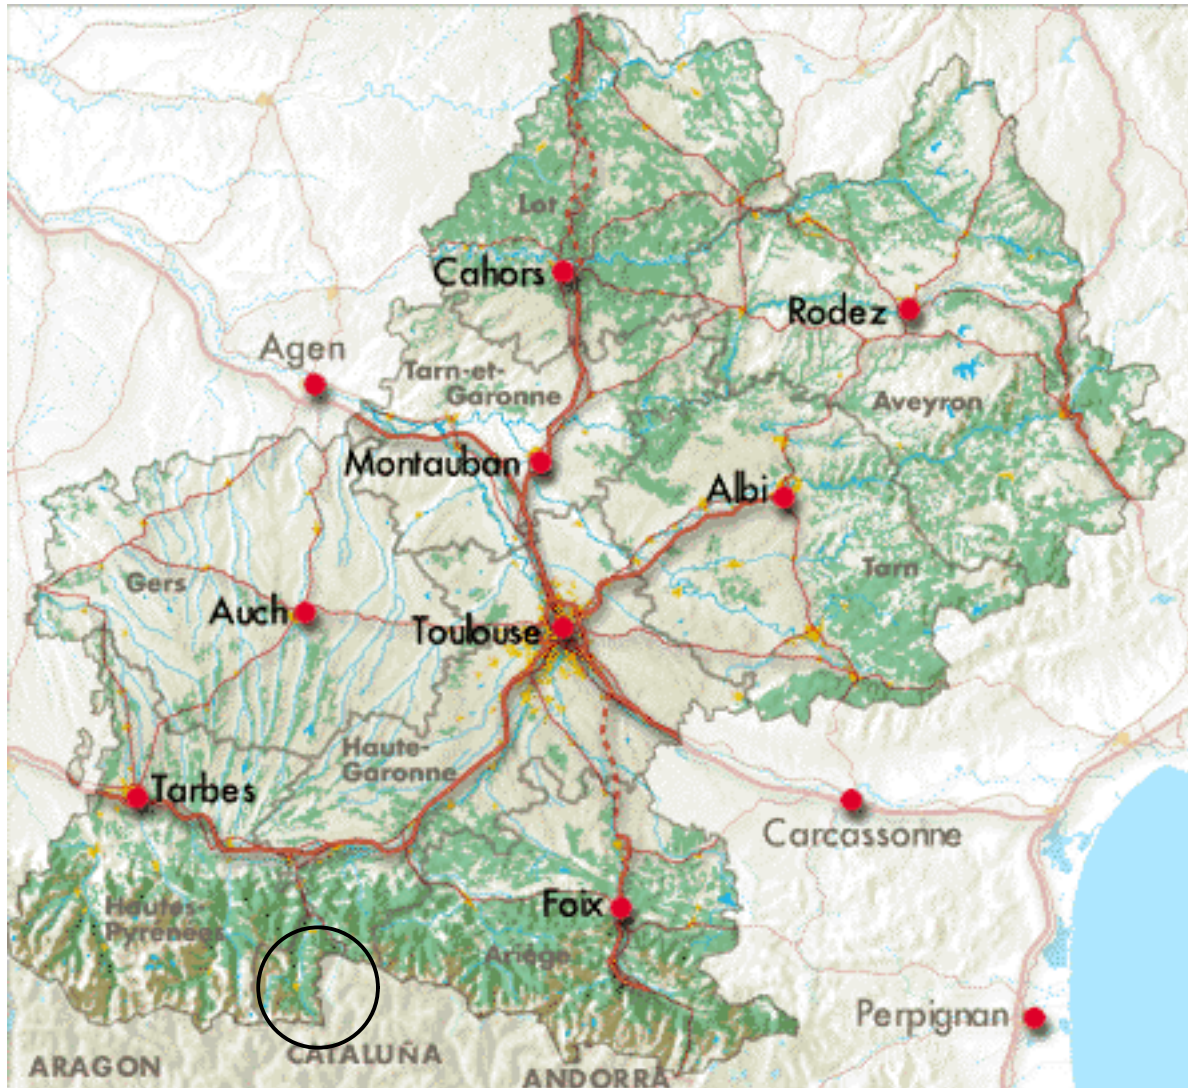 Lot
Cahors
Rodez
Agen
Tarn-et-
Garonne
Aveyron
Montauban
Albi
Tarn
Gers
Auch
Toulouse
Haute-
Garonne
Tarbes
Carcassonne
Hautes-
Pyrenées
Foix
Ariège
Perpignan
CATALUÑA
ARAGON
ANDORRA